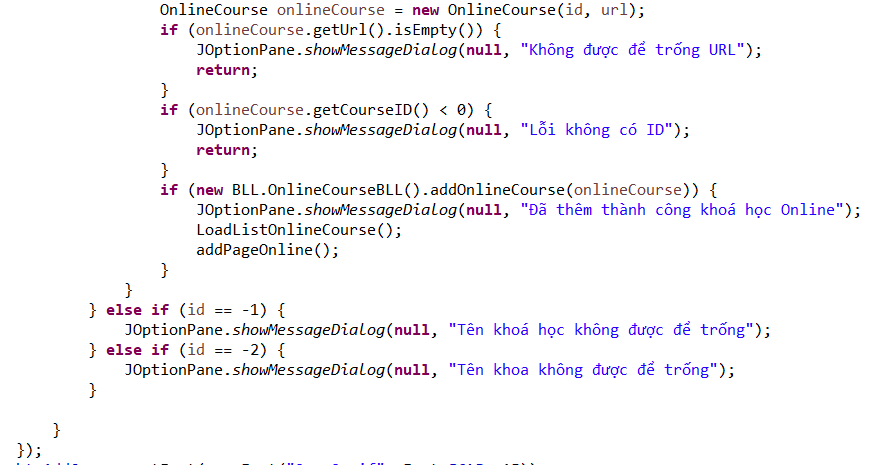 OnlineCourse onlineCourse = new OnlineCourse(id, url);
if (onlineCourse.getUrl().isEmpty()) {
JOptionPane.showMessageDialog(null, "Không được để trống URL");
return;
}
if (onlineCourse.getCourseID() < 0) {
JOptionPane.showMessageDialog(null, "Lỗi không có ID");
return;
}
if (new BLL.OnlineCourseBLL().addOnlineCourse(onlineCourse)) {
JOptionPane.showMessageDialog(null, "Đã thêm thành công khoá học Online");
LoadListOnlineCourse();
addPageOnline();
}
}
} else if (id == -1) {
JOptionPane.showMessageDialog(null, "Tên khoá học không được để trống");
} else if (id == -2) {
JOptionPane.showMessageDialog(null, "Tên khoa không được để trống");
}
}
});